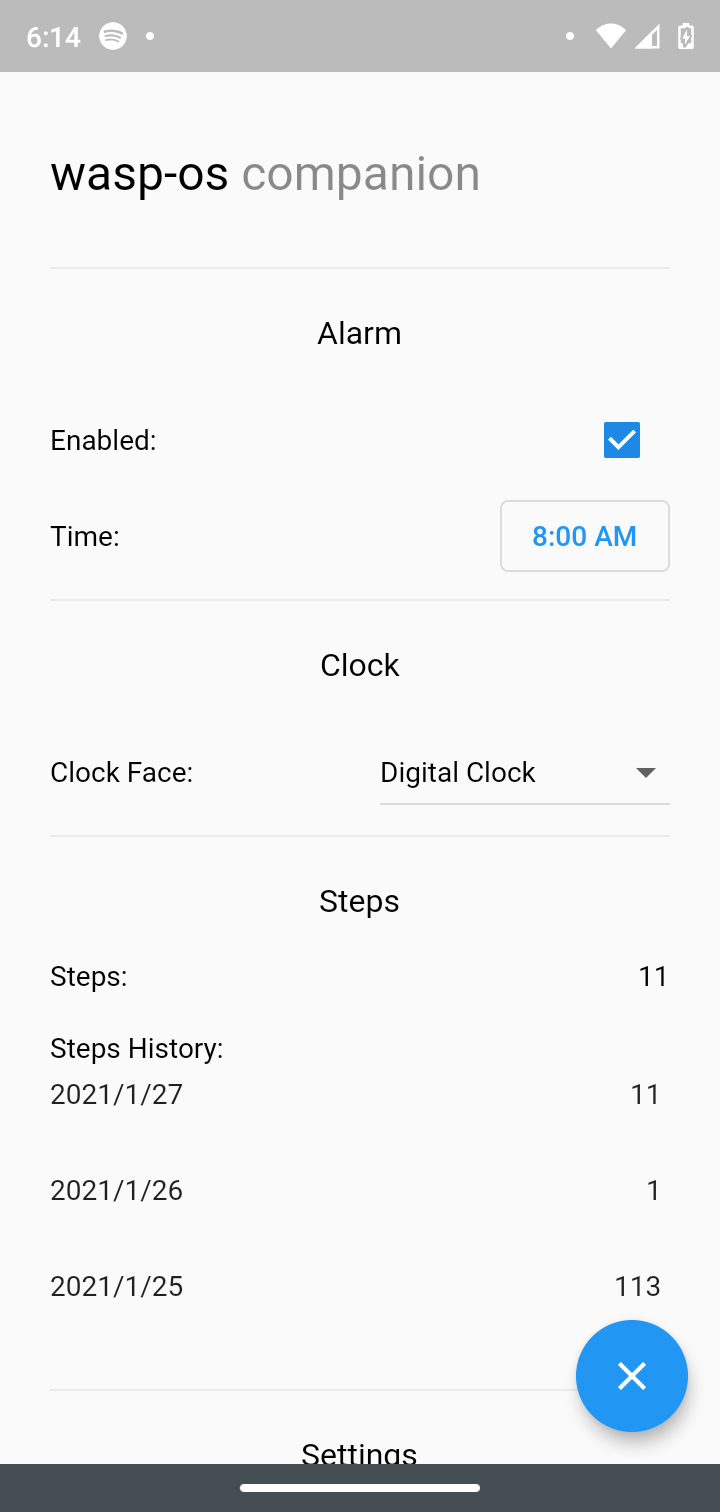 6:14
wasp-os companion
Alarm
Enabled:
Time: 8:00 AM
Clock
Clock Face: Digital Clock
Steps
Steps: 11
Steps History:
2021/1/27 11
2021/1/26 1
2021/1/25 113
Settings